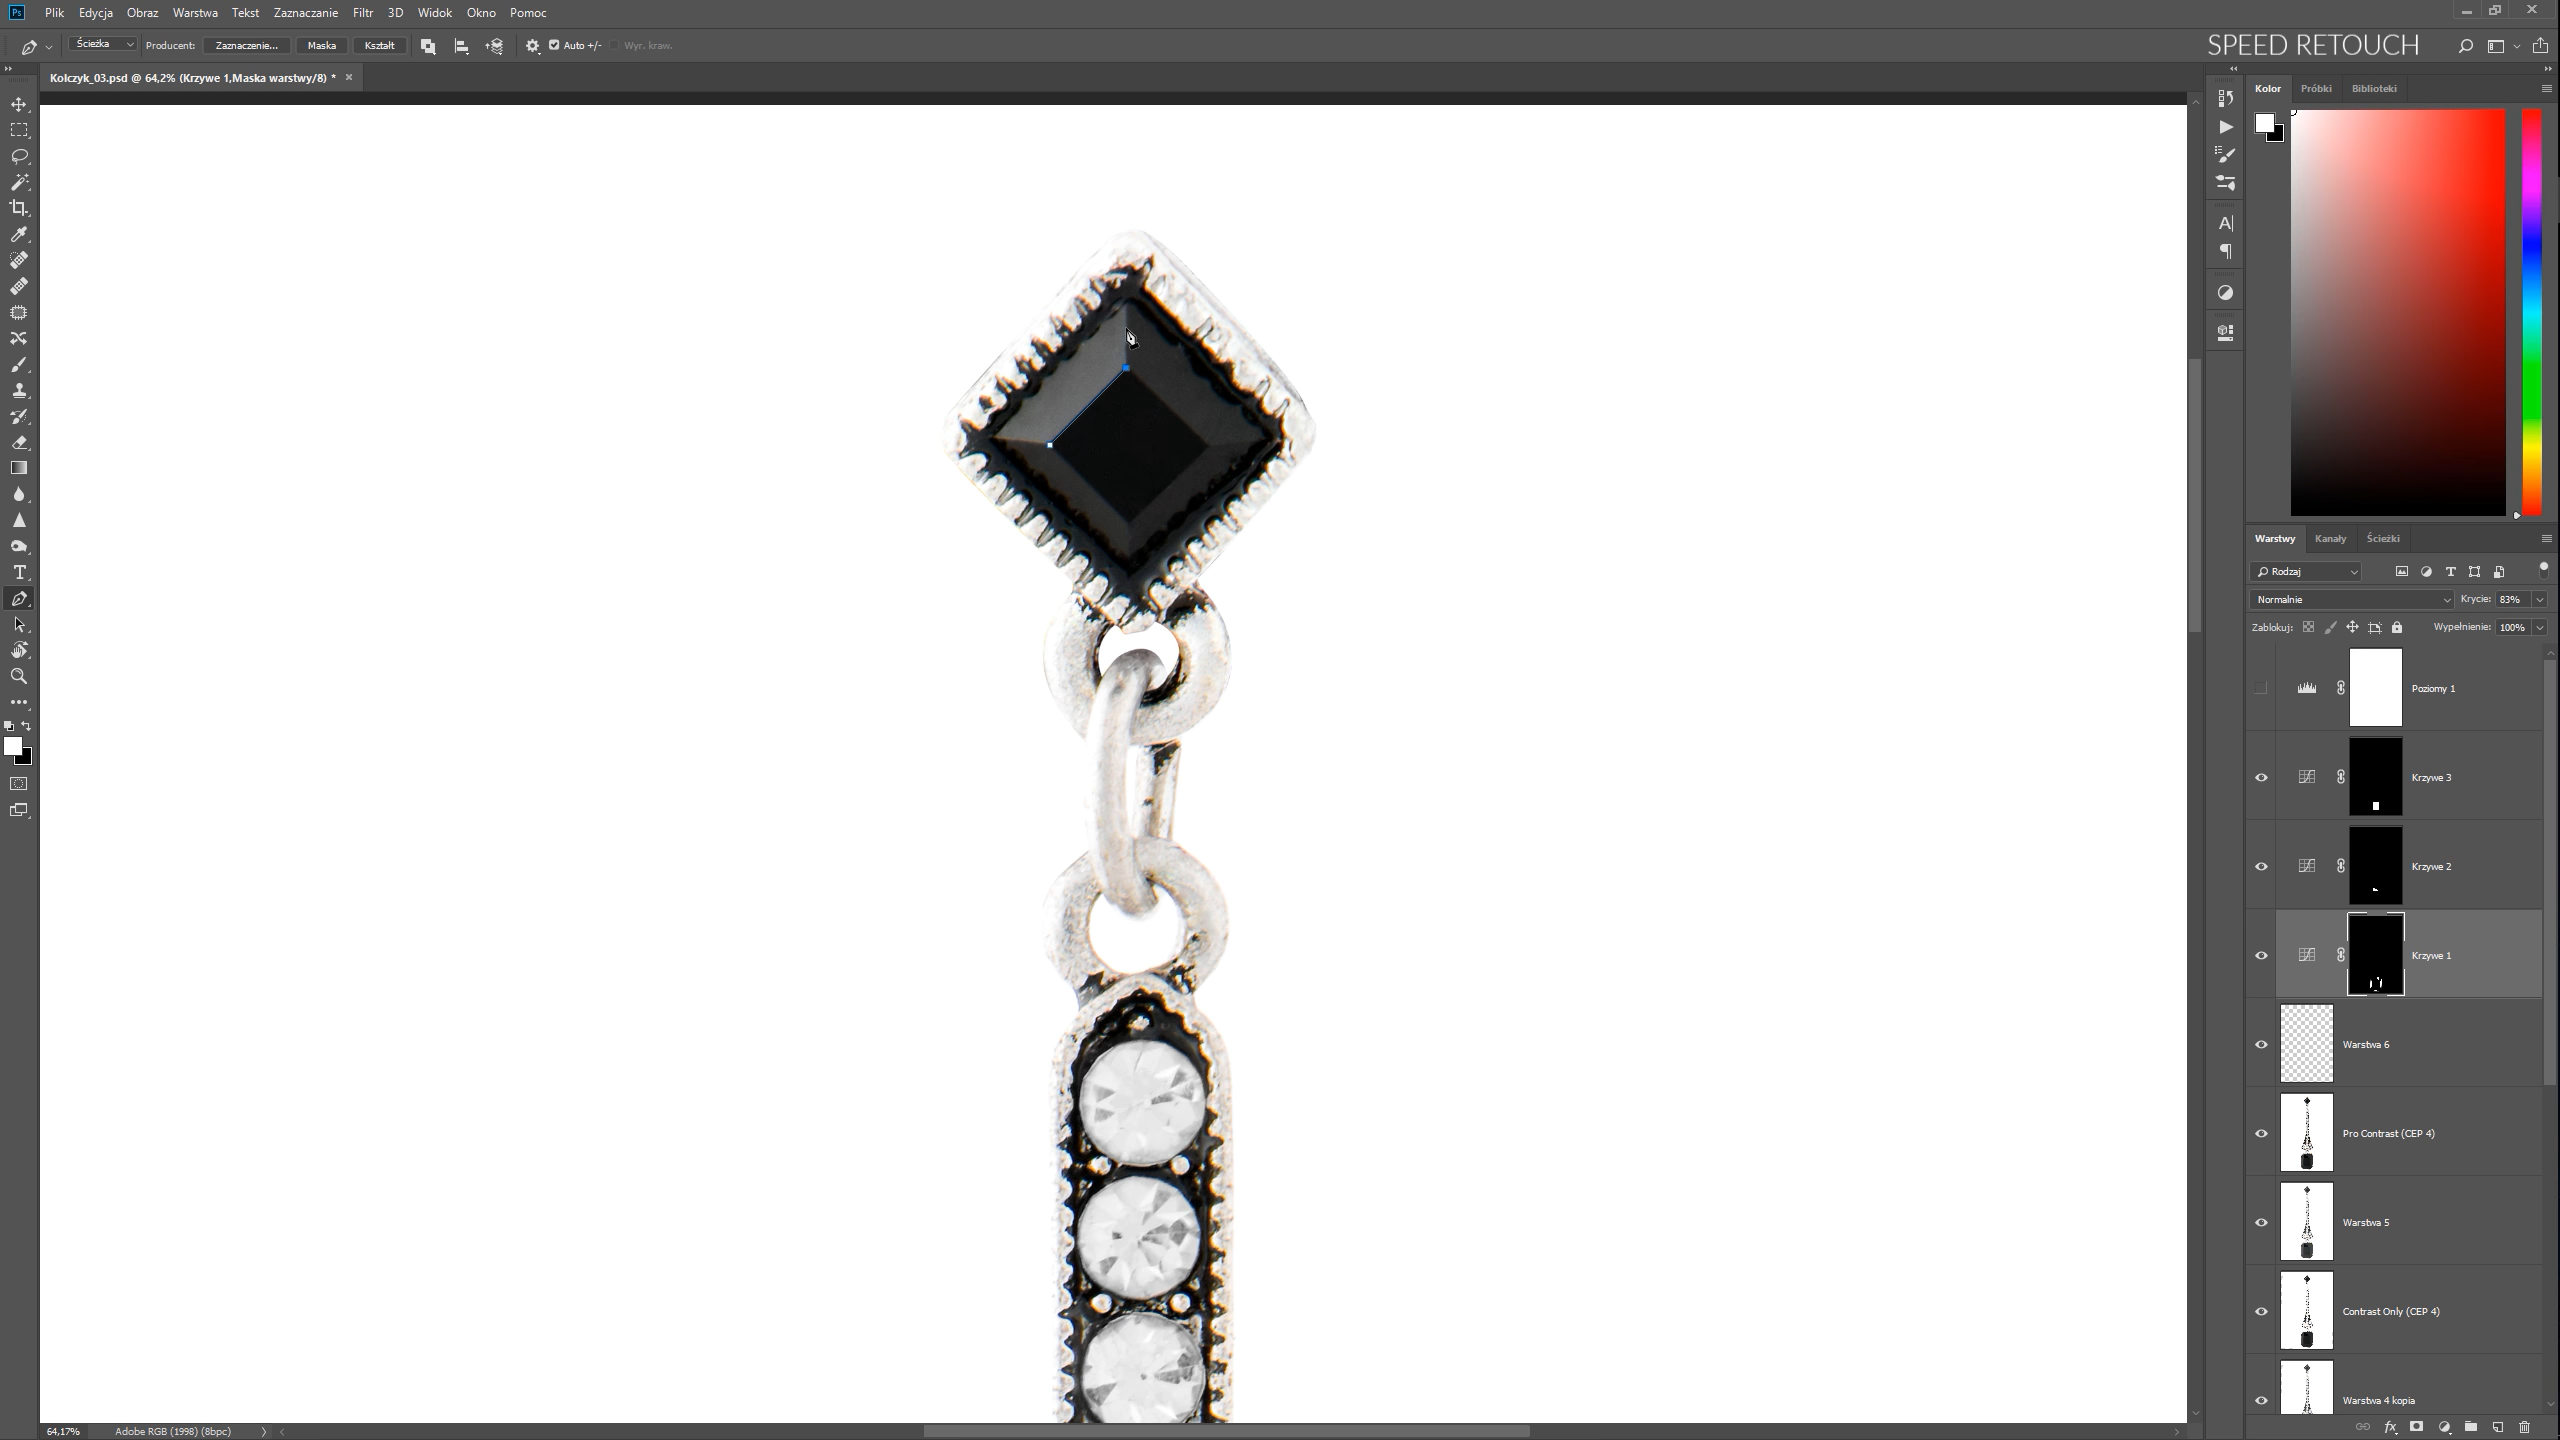 Ps Plik Edycja Obraz Warstwa Tekst Zaznaczanie Filtr 3D Widok Okno Pomoc
Ścieżka Producent: Zaznaczenie... Maska Kształt Auto +/- Wyr. kraw. SPEED RETOUCH
Kolczyk_03.psd @ 64,2% (Krzywe 1,Maska warstwy/8) *
Kolor Próbki Biblioteki
Warstwy Kanały Ścieżki
Rodzaj
Normalnie Krycie: 83%
Zablokuj: Wypełnienie: 100%
Poziomy 1
Krzywe 3
Krzywe 2
Krzywe 1
Warstwa 6
Pro Contrast (CEP 4)
Warstwa 5
Contrast Only (CEP 4)
Warstwa 4 kopia
64,17% Adobe RGB (1998) (8bpc)